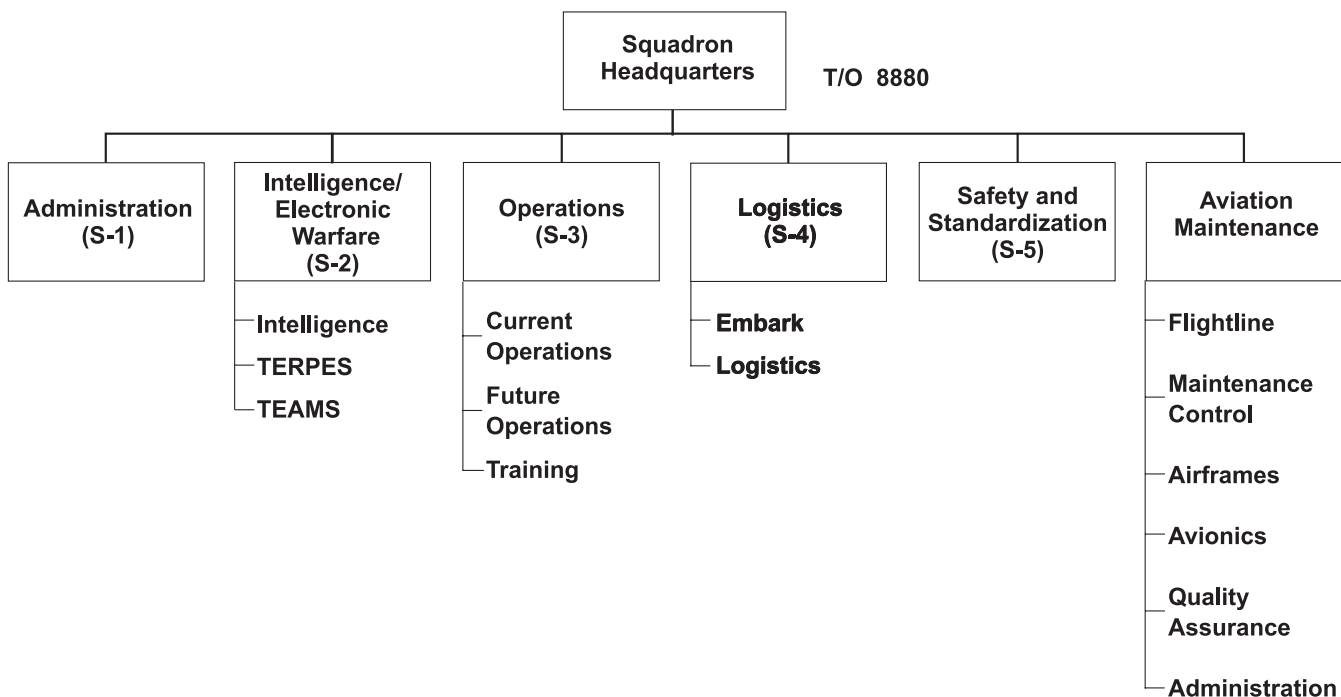 Squadron
Headquarters
T/O 8880
Administration
(S-1)
Intelligence/
Electronic
Warfare
(S-2)
Operations
(S-3)
Logistics
(S-4)
Safety and
Standardization
(S-5)
Aviation
Maintenance
Intelligence
TERPES
TEAMS
Current
Operations
Future
Operations
Training
Embark
Logistics
Flightline
Maintenance
Control
Airframes
Avionics
Quality
Assurance
Administration